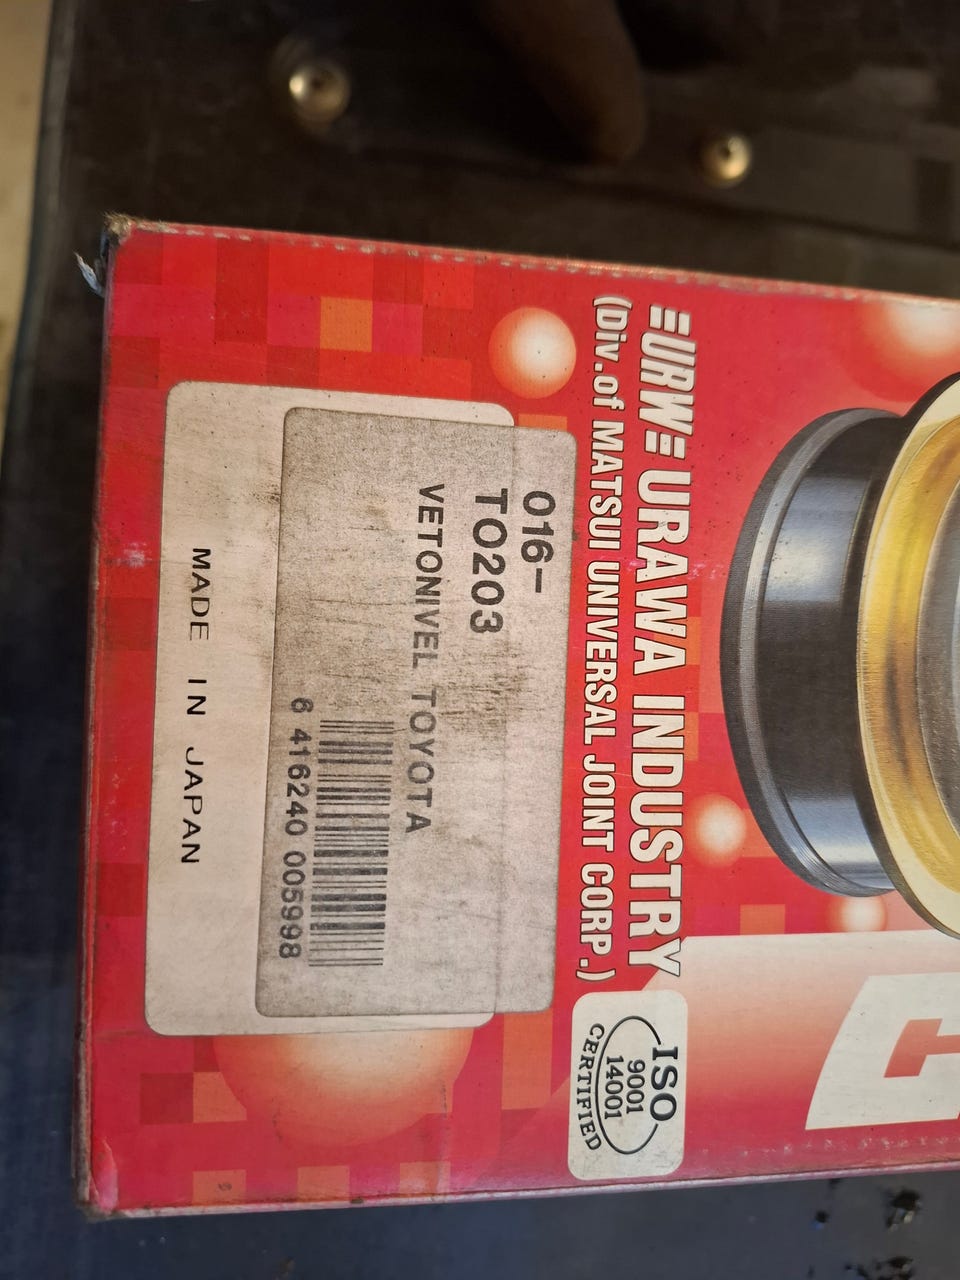 URW URAWA INDUSTRY
(Div.of MATSUI UNIVERSAL JOINT CORP.)
ISO
9001
14001
CERTIFIED
016-
TO203
VETONIVEL TOYOTA
8 416240 005998
MADE IN JAPAN